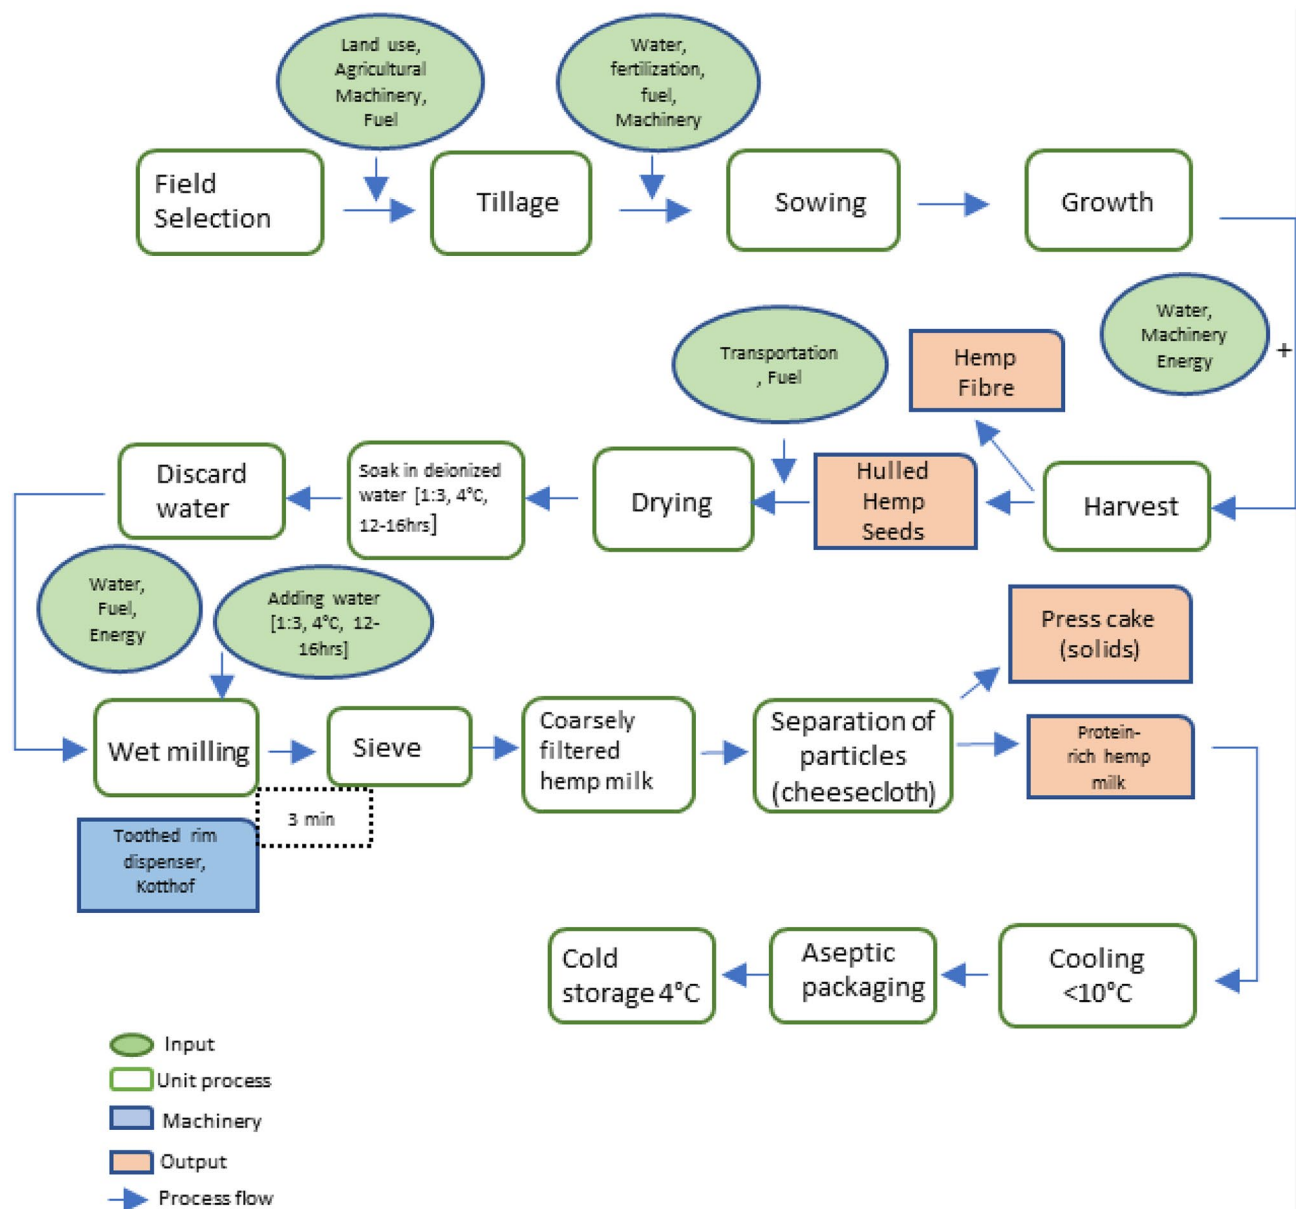 Land use,
Agricultural
Machinery,
Fuel
Water,
fertilization,
fuel,
Machinery
Field
Selection
Tillage
Sowing
Growth
Water,
Machinery
Energy
+
Transportation
, Fuel
Hemp
Fibre
Discard
water
Soak in deionized
water [1:3, 4°C,
12-16hrs]
Drying
Hulled
Hemp
Seeds
Harvest
Water,
Fuel,
Energy
Adding water
[1:3, 4°C, 12-
16hrs]
Press cake
(solids)
Wet milling
Sieve
Coarsely
filtered
hemp milk
Separation of
particles
(cheesecloth)
Protein-
rich hemp
milk
3 min
Toothed rim
dispenser,
Kotthof
Cold
storage 4°C
Aseptic
packaging
Cooling
<10°C
Input
Unit process
Machinery
Output
Process flow